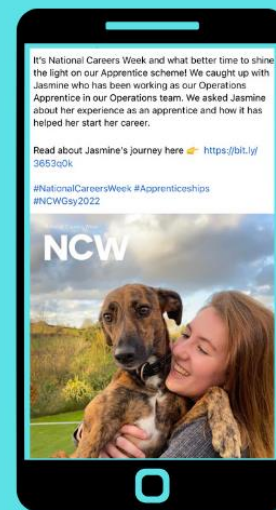 It's National Careers Week and what better time to shine
the light on our Apprentice scheme! We caught up with
Jasmine who has been working as our Operations
Apprentice in our Operations team. We asked Jasmine
about her experience as an apprentice and how it has
helped her start her career.
Read about Jasmine's journey here 👉 https://bit.ly/
3653q0k
#NationalCareersWeek #Apprenticeships
#NCWGsy2022
NCW